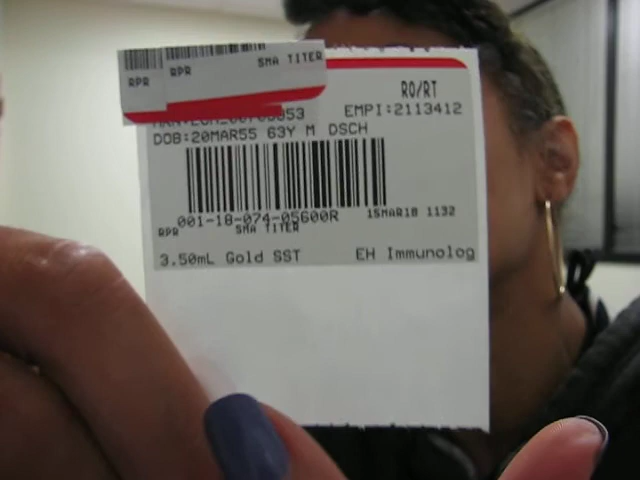 RPR RPR SMA TITER
RO/RT
EMPI:2113412
DOB:20MAR55 63Y M DSCH
001-18-074-05600R 15MAR18 1132
RPR SMA TITER
3.50mL Gold SST EH Immunolog